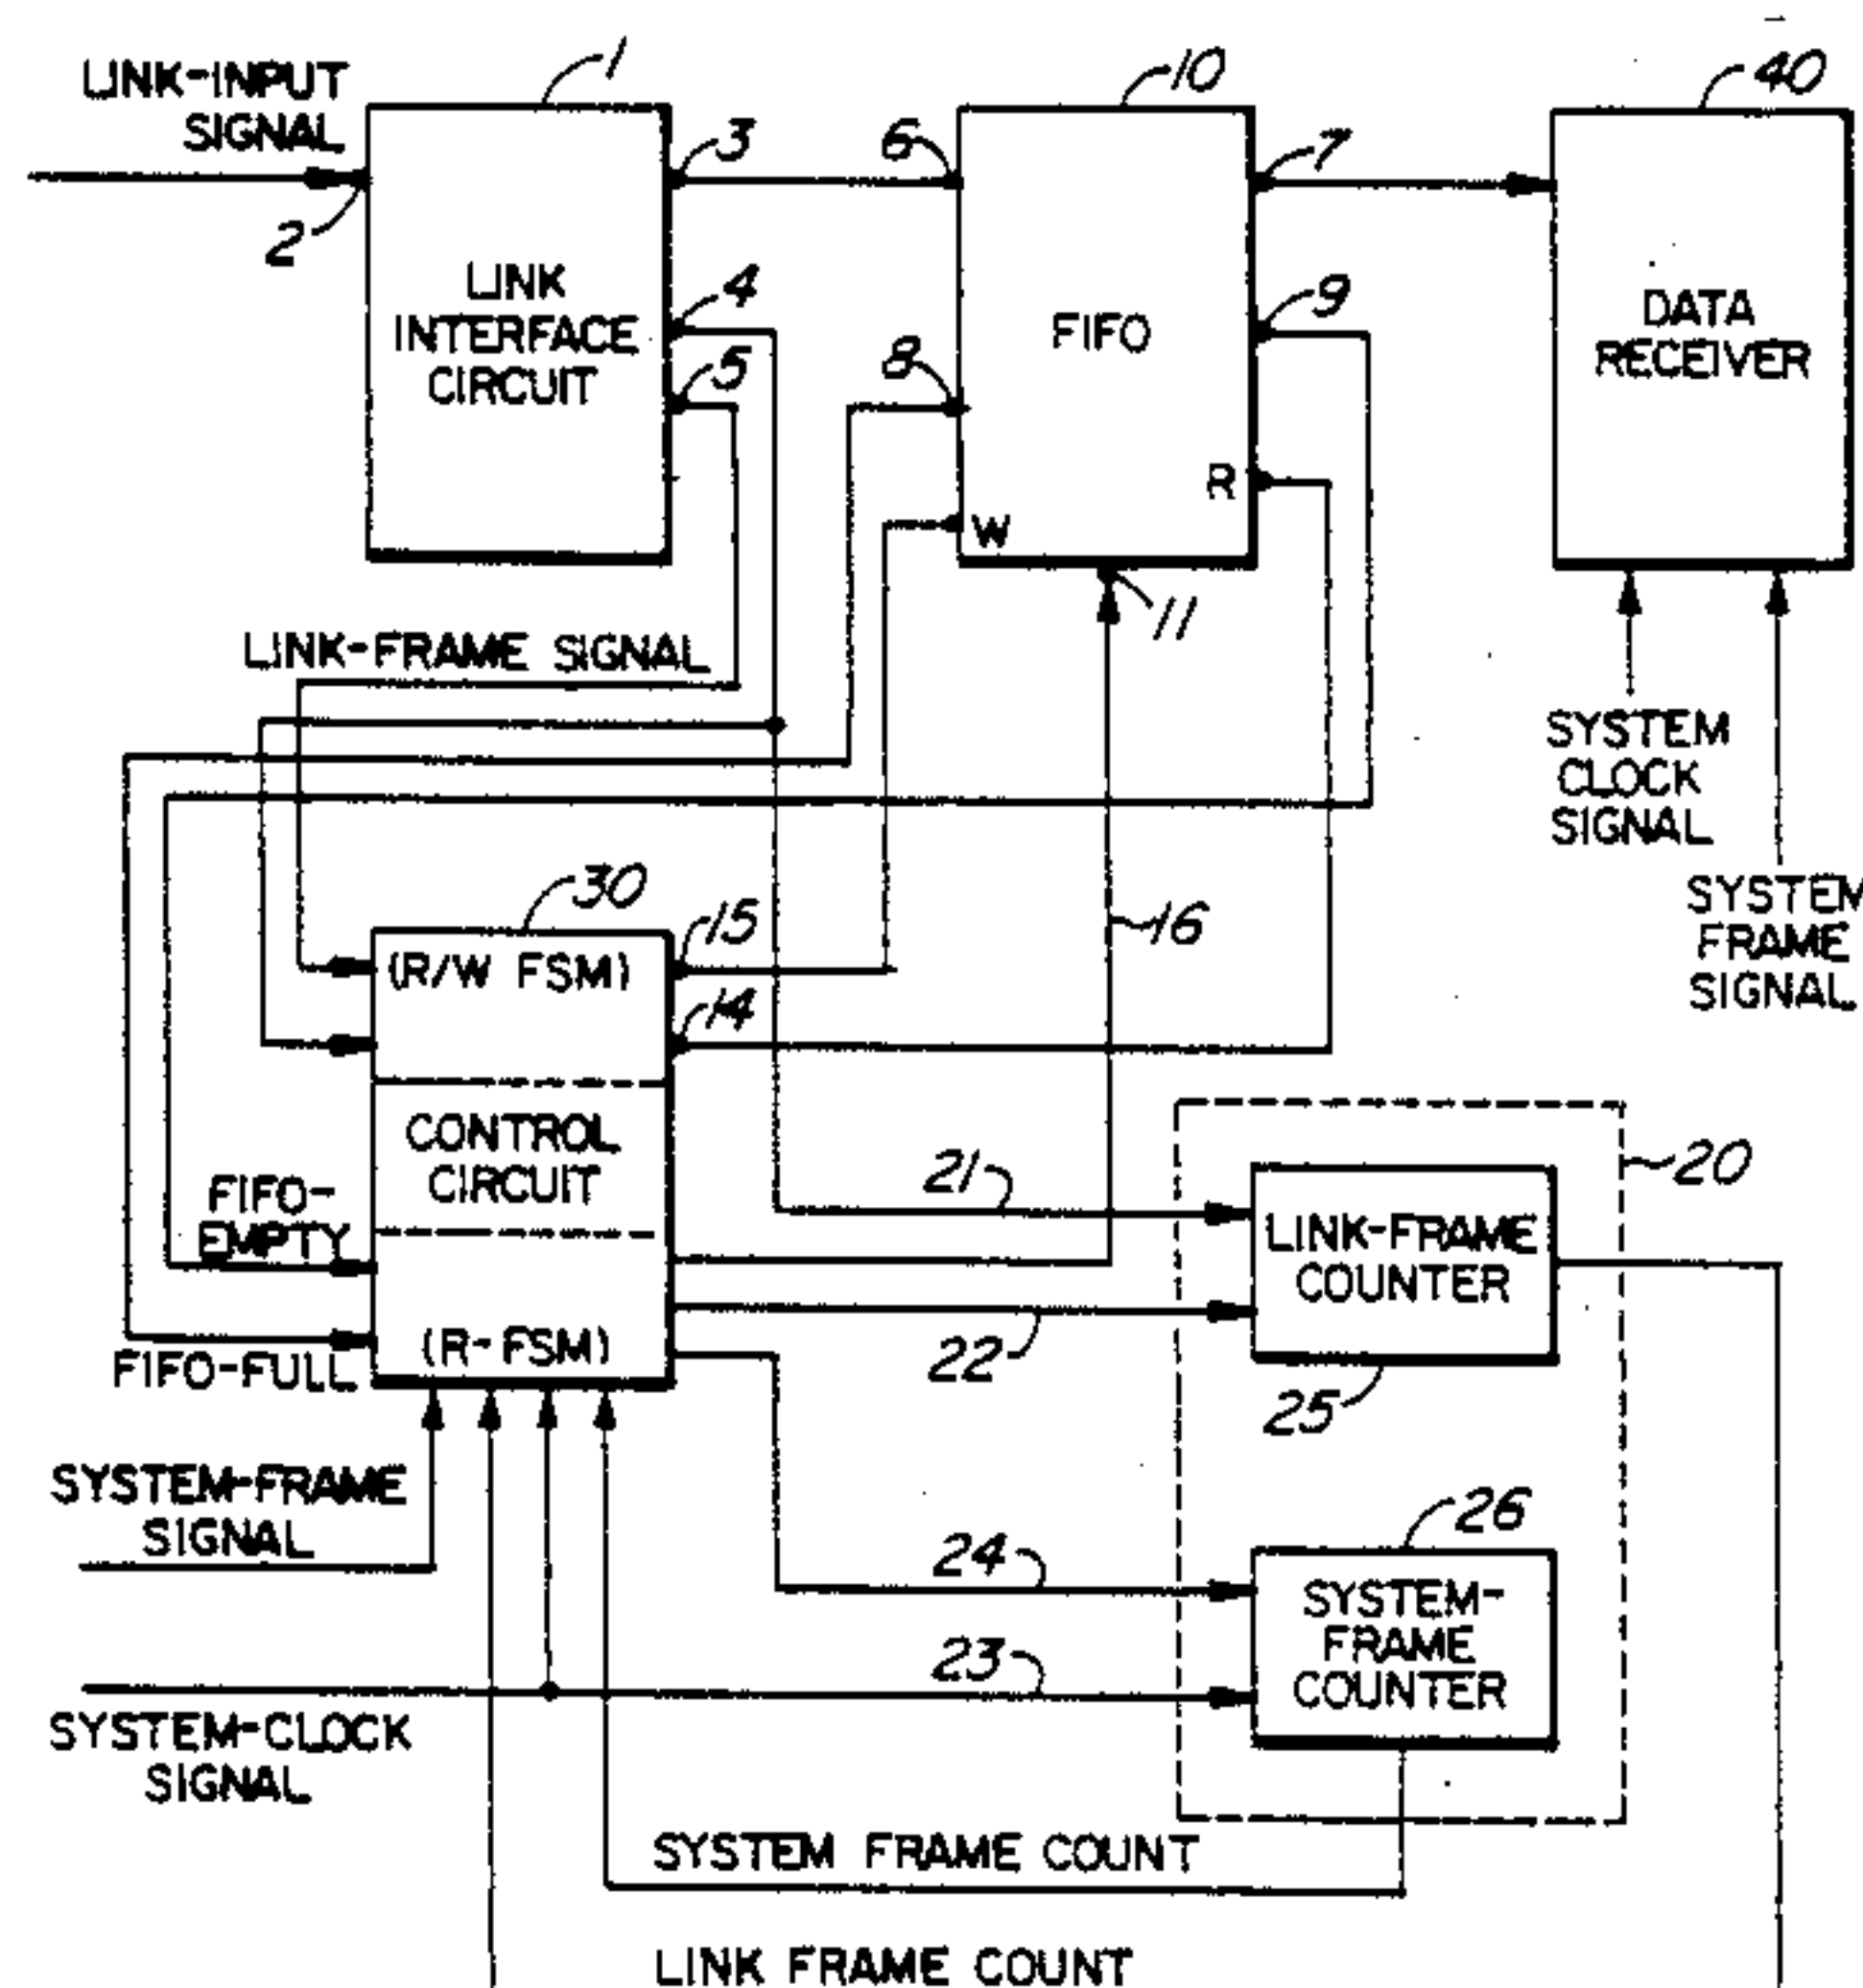 1
10
40
LINK-INPUT
SIGNAL
2
3
4
5
LINK
INTERFACE
CIRCUIT
6
8
FIFO
W
R
7
9
11
DATA
RECEIVER
LINK-FRAME SIGNAL
SYSTEM
CLOCK
SIGNAL
SYSTEM
FRAME
SIGNAL
30
(R/W FSM)
15
14
16
CONTROL
CIRCUIT
FIFO-
EMPTY
(R-FSM)
FIFO-FULL
21
20
LINK-FRAME
COUNTER
22
25
SYSTEM-FRAME
SIGNAL
24
26
SYSTEM-
FRAME
COUNTER
23
SYSTEM-CLOCK
SIGNAL
SYSTEM FRAME COUNT
LINK FRAME COUNT